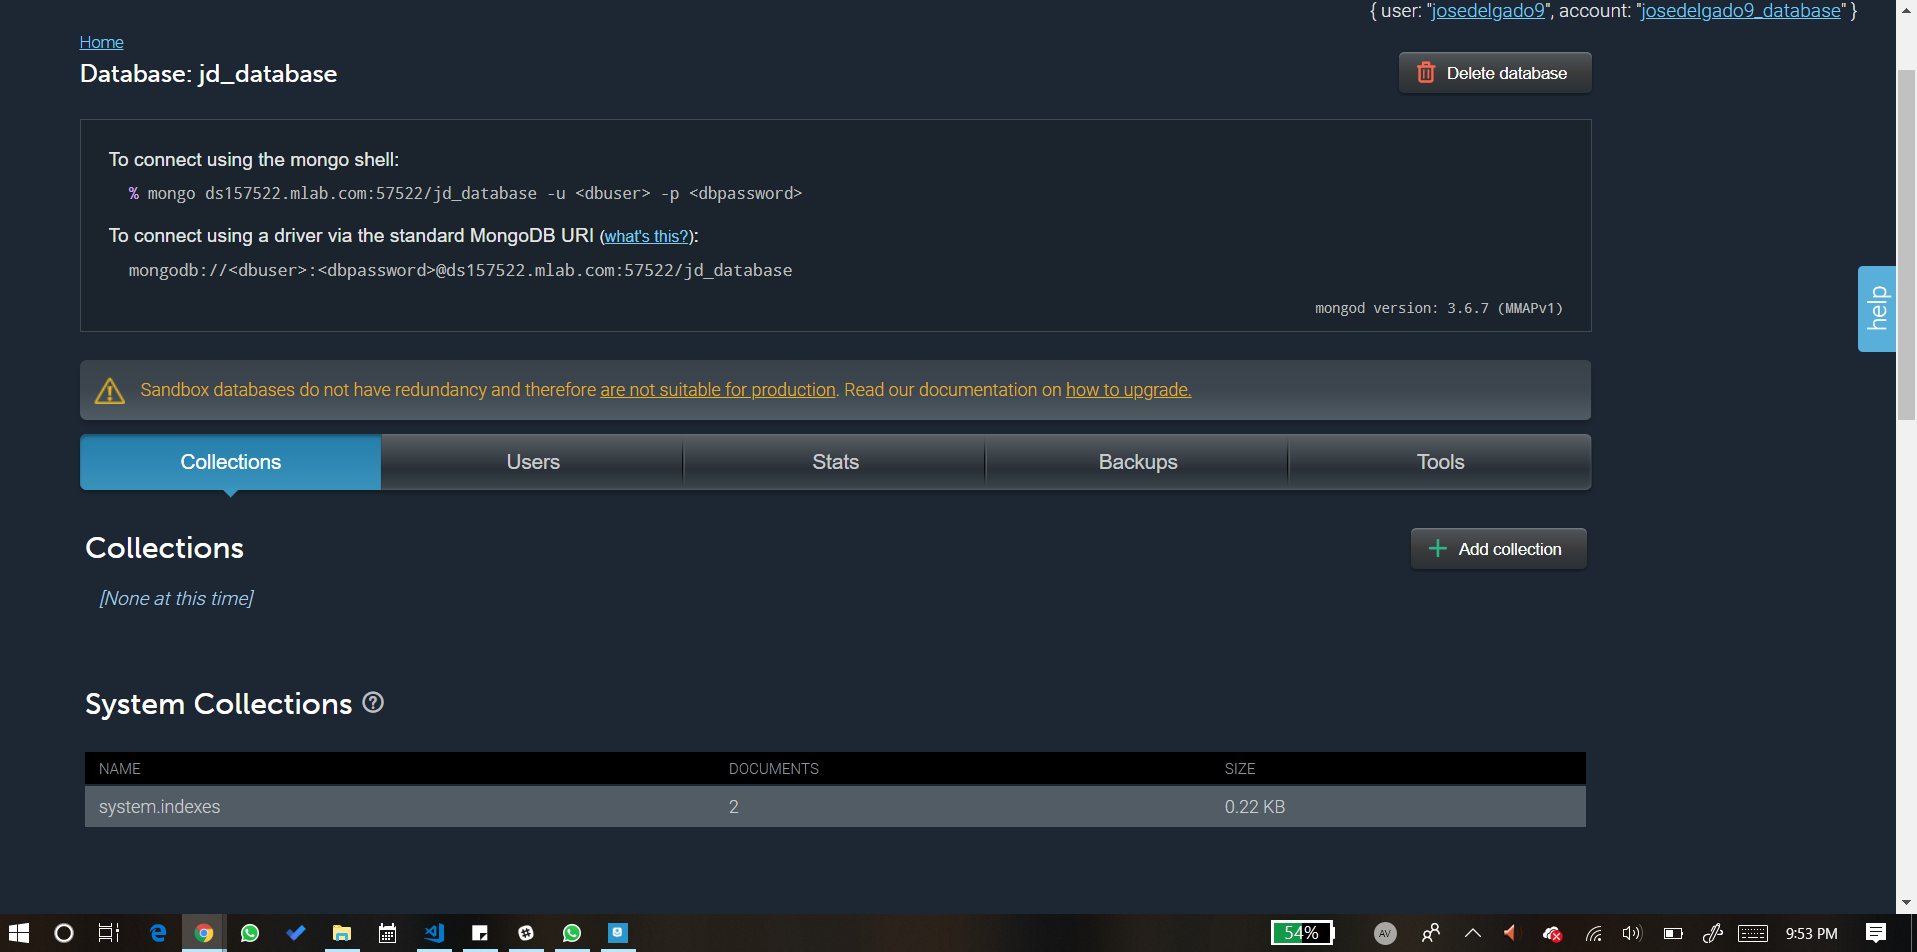 { user: "josedelgado9", account: "josedelgado9_database" }
Home
Database: jd_database
Delete database
To connect using the mongo shell:
% mongo ds157522.mlab.com:57522/jd_database -u <dbuser> -p <dbpassword>
To connect using a driver via the standard MongoDB URI (what's this?):
mongodb://<dbuser>:<dbpassword>@ds157522.mlab.com:57522/jd_database
mongod version: 3.6.7 (MMAPv1)
help
Sandbox databases do not have redundancy and therefore are not suitable for production. Read our documentation on how to upgrade.
Collections Users Stats Backups Tools
Collections
Add collection
[None at this time]
System Collections ?
NAME DOCUMENTS SIZE
system.indexes 2 0.22 KB
54% AV 9:53 PM